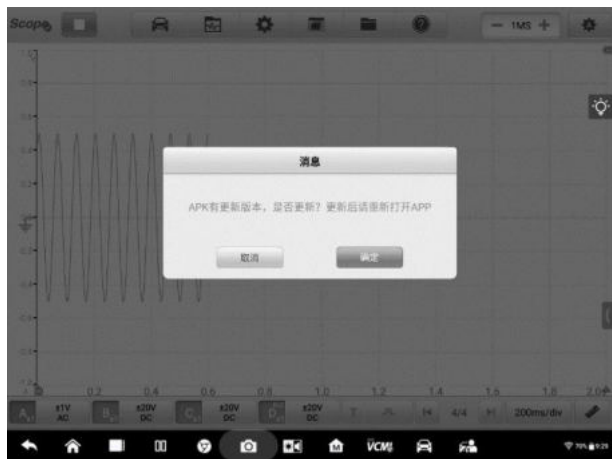 Scope
1MS
消息
APK有更新版本，是否更新？更新后请重新打开APP
取消
确定
0.2 0.4 0.6 0.8 1.0 1.2 1.4 1.6 1.8 2.0
A ±1V AC B ±20V DC C ±20V DC D ±20V DC T 4/4 200ms/div
VCMI
70% 9:29